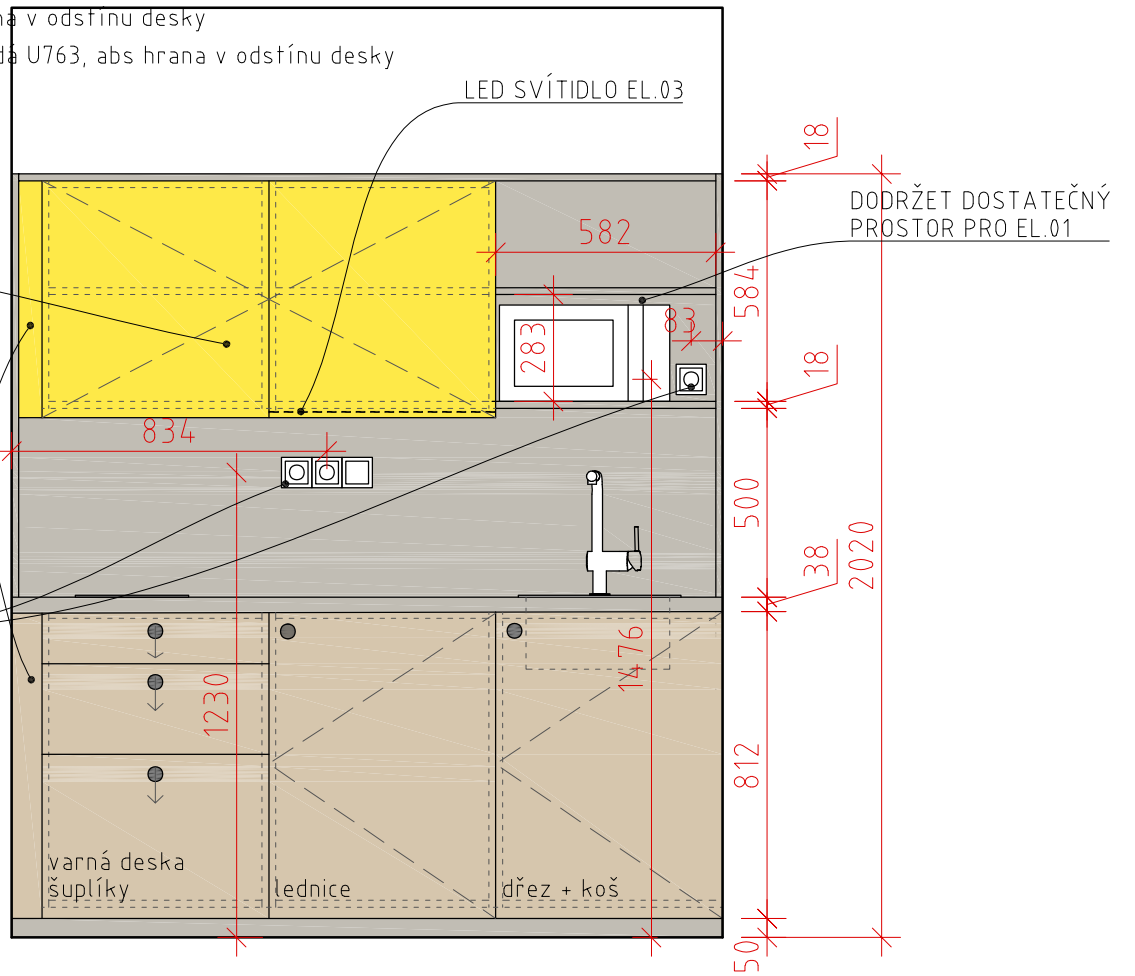 v odstínu desky
U763, abs hrana v odstínu desky
LED SVÍTIDLO EL.03
18
DODRŽET DOSTATEČNÝ
PROSTOR PRO EL.01
582
584
283
83
18
834
500
38
2020
1476
1230
812
varná deska
šuplíky
lednice
dřez + koš
50